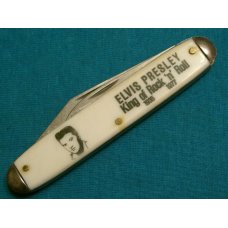 ELVIS PRESLEY
King of Rock 'n' Roll
1935 1977